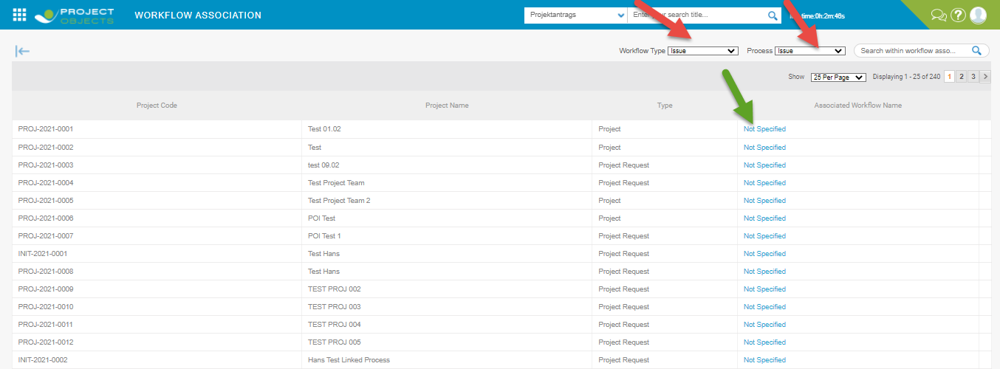 PROJECT
OBJECTS
WORKFLOW ASSOCIATION
Projektantrags
Enter your search title...
time:0h:2m:46s
Workflow Type Issue
Process Issue
Search within workflow asso...
Show 25 Per Page Displaying 1 - 25 of 240 1 2 3 >
Project Code Project Name Type Associated Workflow Name
PROJ-2021-0001 Test 01.02 Project Not Specified
PROJ-2021-0002 Test Project Not Specified
PROJ-2021-0003 test 09.02 Project Request Not Specified
PROJ-2021-0004 Test Project Team Project Request Not Specified
PROJ-2021-0005 Test Project Team 2 Project Not Specified
PROJ-2021-0006 POI Test Project Not Specified
PROJ-2021-0007 POI Test 1 Project Request Not Specified
INIT-2021-0001 Test Hans Project Request Not Specified
PROJ-2021-0008 Test Hans Project Request Not Specified
PROJ-2021-0009 TEST PROJ 002 Project Request Not Specified
PROJ-2021-0010 TEST PROJ 003 Project Request Not Specified
PROJ-2021-0011 TEST PROJ 004 Project Request Not Specified
PROJ-2021-0012 TEST PROJ 005 Project Request Not Specified
INIT-2021-0002 Hans Test Linked Process Project Request Not Specified